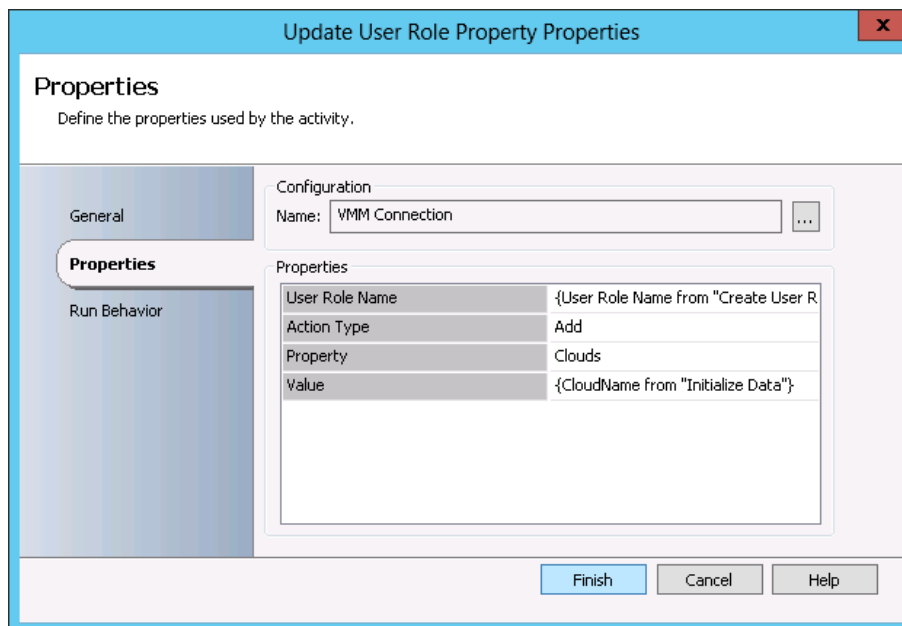 Update User Role Property Properties
x
Properties
Define the properties used by the activity.
General
Properties
Run Behavior
Configuration
Name: VMM Connection ...
Properties
User Role Name {User Role Name from "Create User R
Action Type Add
Property Clouds
Value {CloudName from "Initialize Data"}
Finish Cancel Help